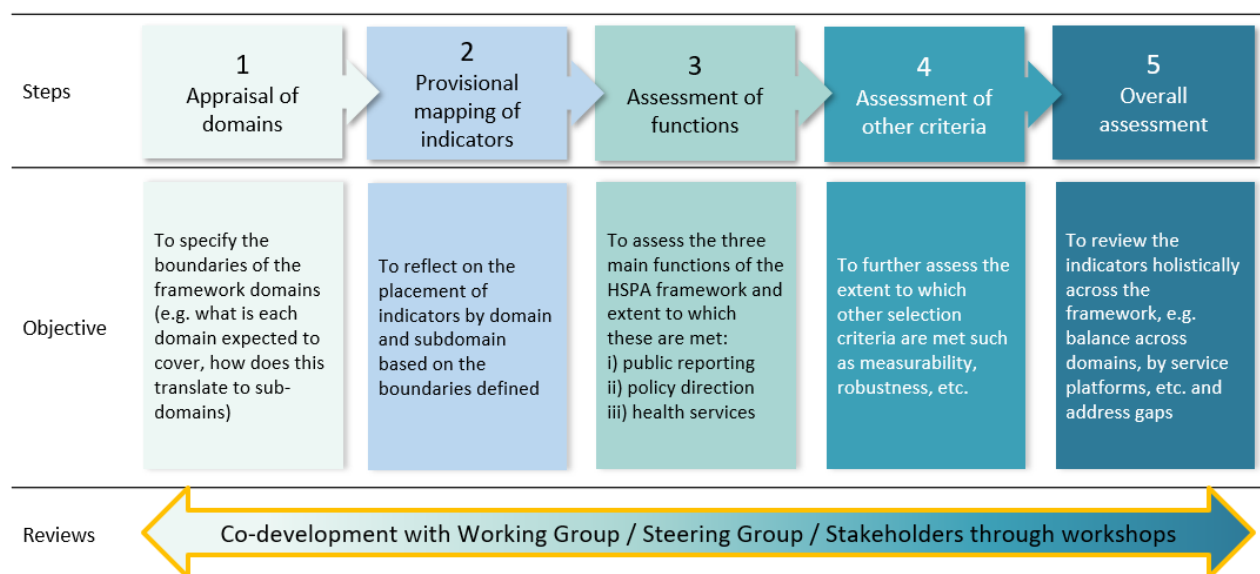 Steps
1
Appraisal of
domains
2
Provisional
mapping of
indicators
3
Assessment of
functions
4
Assessment of
other criteria
5
Overall
assessment
Objective
To specify the
boundaries of the
framework domains
(e.g. what is each
domain expected to
cover, how does this
translate to sub-
domains)
To reflect on the
placement of
indicators by domain
and subdomain
based on the
boundaries defined
To assess the three
main functions of the
HSPA framework and
extent to which
these are met:
i) public reporting
ii) policy direction
iii) health services
To further assess the
extent to which
other selection
criteria are met such
as measurability,
robustness, etc.
To review the
indicators holistically
across the
framework, e.g.
balance across
domains, by service
platforms, etc. and
address gaps
Reviews
Co-development with Working Group / Steering Group / Stakeholders through workshops